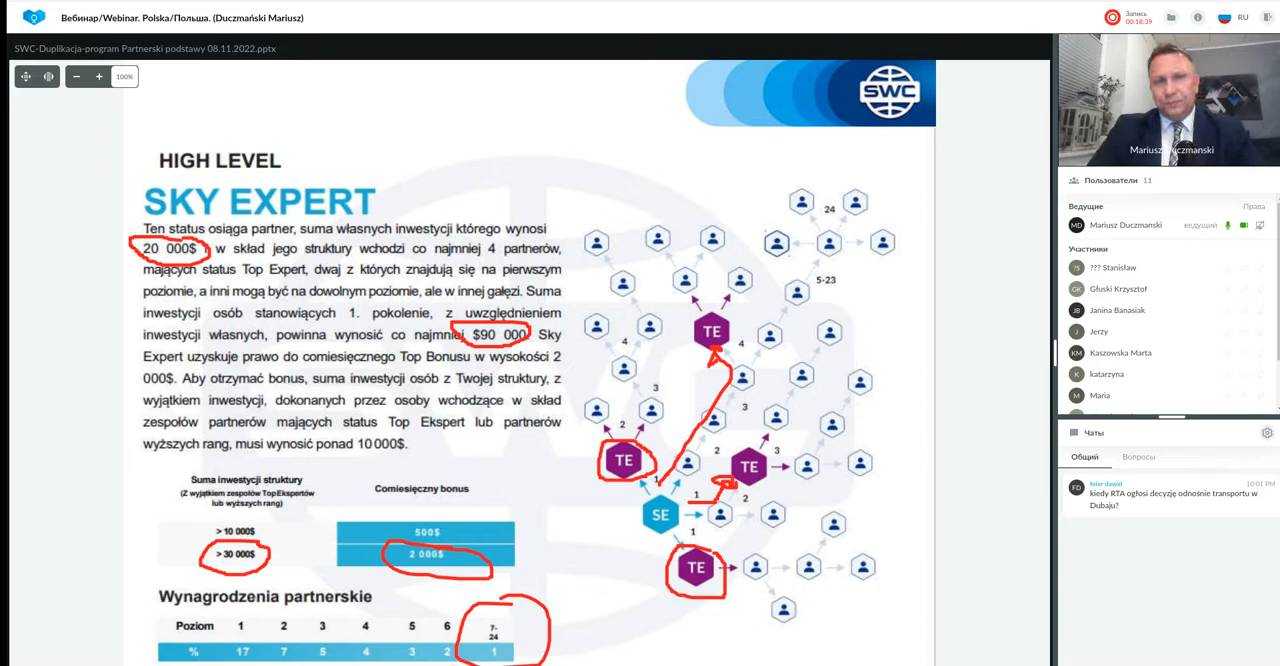 Вебинар/Webinar. Polska/Польша. (Duczmański Mariusz)
Запись
00:18:39
RU
SWC-Duplikacja-program Partnerski podstawy 08.11.2022.pptx
100%
SWC
HIGH LEVEL
SKY EXPERT
Ten status osiąga partner, suma własnych inwestycji którego wynosi
20 000$ i w skład jego struktury wchodzi co najmniej 4 partnerów,
mających status Top Expert, dwaj z których znajdują się na pierwszym
poziomie, a inni mogą być na dowolnym poziomie, ale w innej gałęzi. Suma
inwestycji osób stanowiących 1. pokolenie, z uwzględnieniem
inwestycji własnych, powinna wynosić co najmniej $90 000 Sky
Expert uzyskuje prawo do comiesięcznego Top Bonusu w wysokości 2
000$. Aby otrzymać bonus, suma inwestycji osób z Twojej struktury, z
wyjątkiem inwestycji, dokonanych przez osoby wchodzące w skład
zespołów partnerów mających status Top Ekspert lub partnerów
wyższych rang, musi wynosić ponad 10 000$.
Suma inwestycji struktury
(Z wyjątkiem zespołów Top Ekspertów
lub wyższych rang)
Comiesięczny bonus
> 10 000$ 500$
> 30 000$ 2 000$
Wynagrodzenia partnerskie
Poziom 1 2 3 4 5 6 7-24
% 17 7 5 4 3 2 1
24
5-23
TE
4
4
3
3
2
TE
2
TE
3
1
1
2
SE
1
TE
Mariusz Duczmanski
Пользователи 11
Ведущие Права
MD Mariusz Duczmanski ведущий
Участники
?S ??? Stanisław
GK Głuski Krzysztof
JB Janina Banasiak
J Jerzy
KM Kaszowska Marta
K katarzyna
M Maria
Чаты
Общий Вопросы
FD feier dawid 10:01 PM
kiedy RTA ogłosi decyzję odnośnie transportu w
Dubaju?